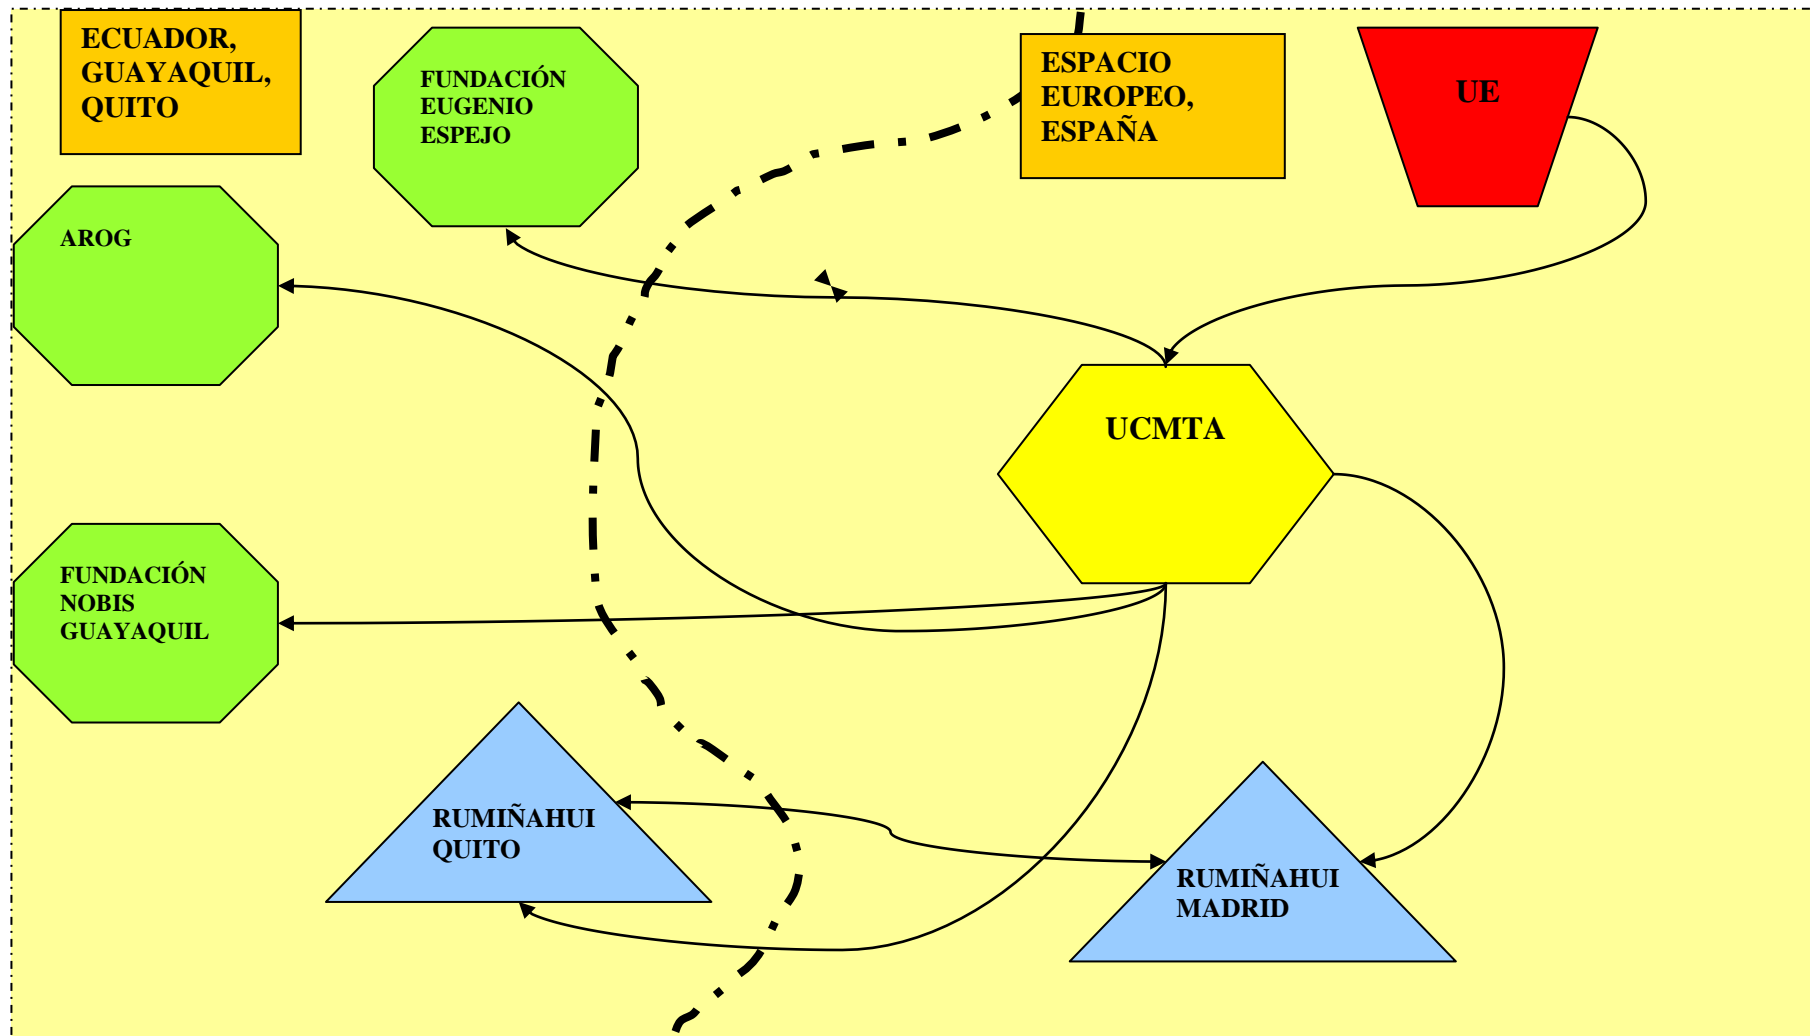 ECUADOR,
GUAYAQUIL,
QUITO
FUNDACIÓN
EUGENIO
ESPEJO
ESPACIO
EUROPEO,
ESPAÑA
UE
AROG
UCMTA
FUNDACIÓN
NOBIS
GUAYAQUIL
RUMIÑAHUI
QUITO
RUMIÑAHUI
MADRID